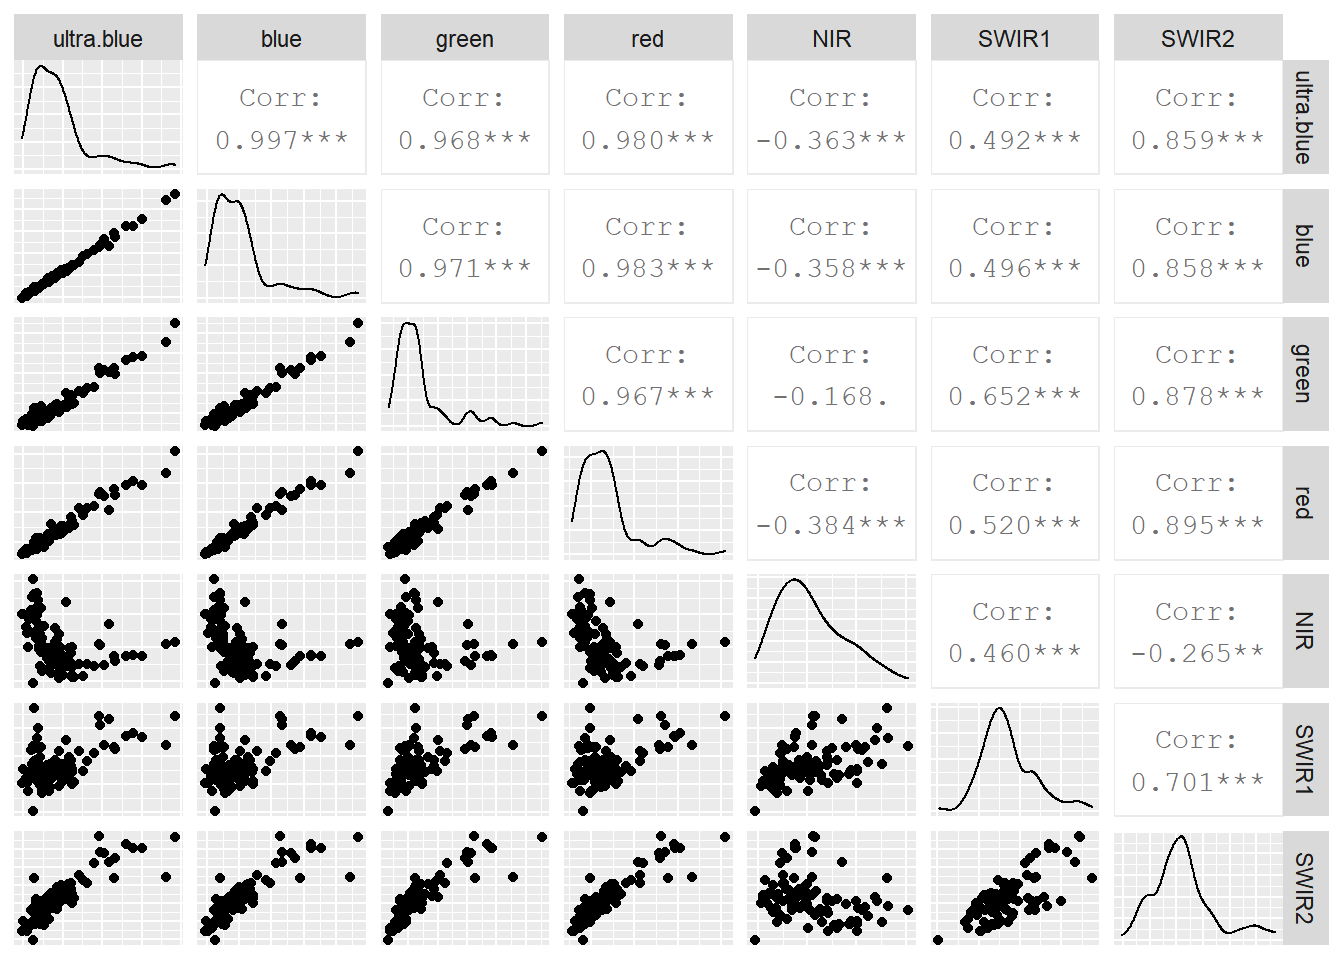 ultra.blue blue green red NIR SWIR1 SWIR2
Corr: Corr: Corr: Corr: Corr: Corr:
0.997*** 0.968*** 0.980*** -0.363*** 0.492*** 0.859***
ultra.blue
Corr: Corr: Corr: Corr: Corr:
0.971*** 0.983*** -0.358*** 0.496*** 0.858***
blue
Corr: Corr: Corr: Corr:
0.967*** -0.168. 0.652*** 0.878***
green
Corr: Corr: Corr:
-0.384*** 0.520*** 0.895***
red
Corr: Corr:
0.460*** -0.265**
NIR
Corr:
0.701***
SWIR1
SWIR2